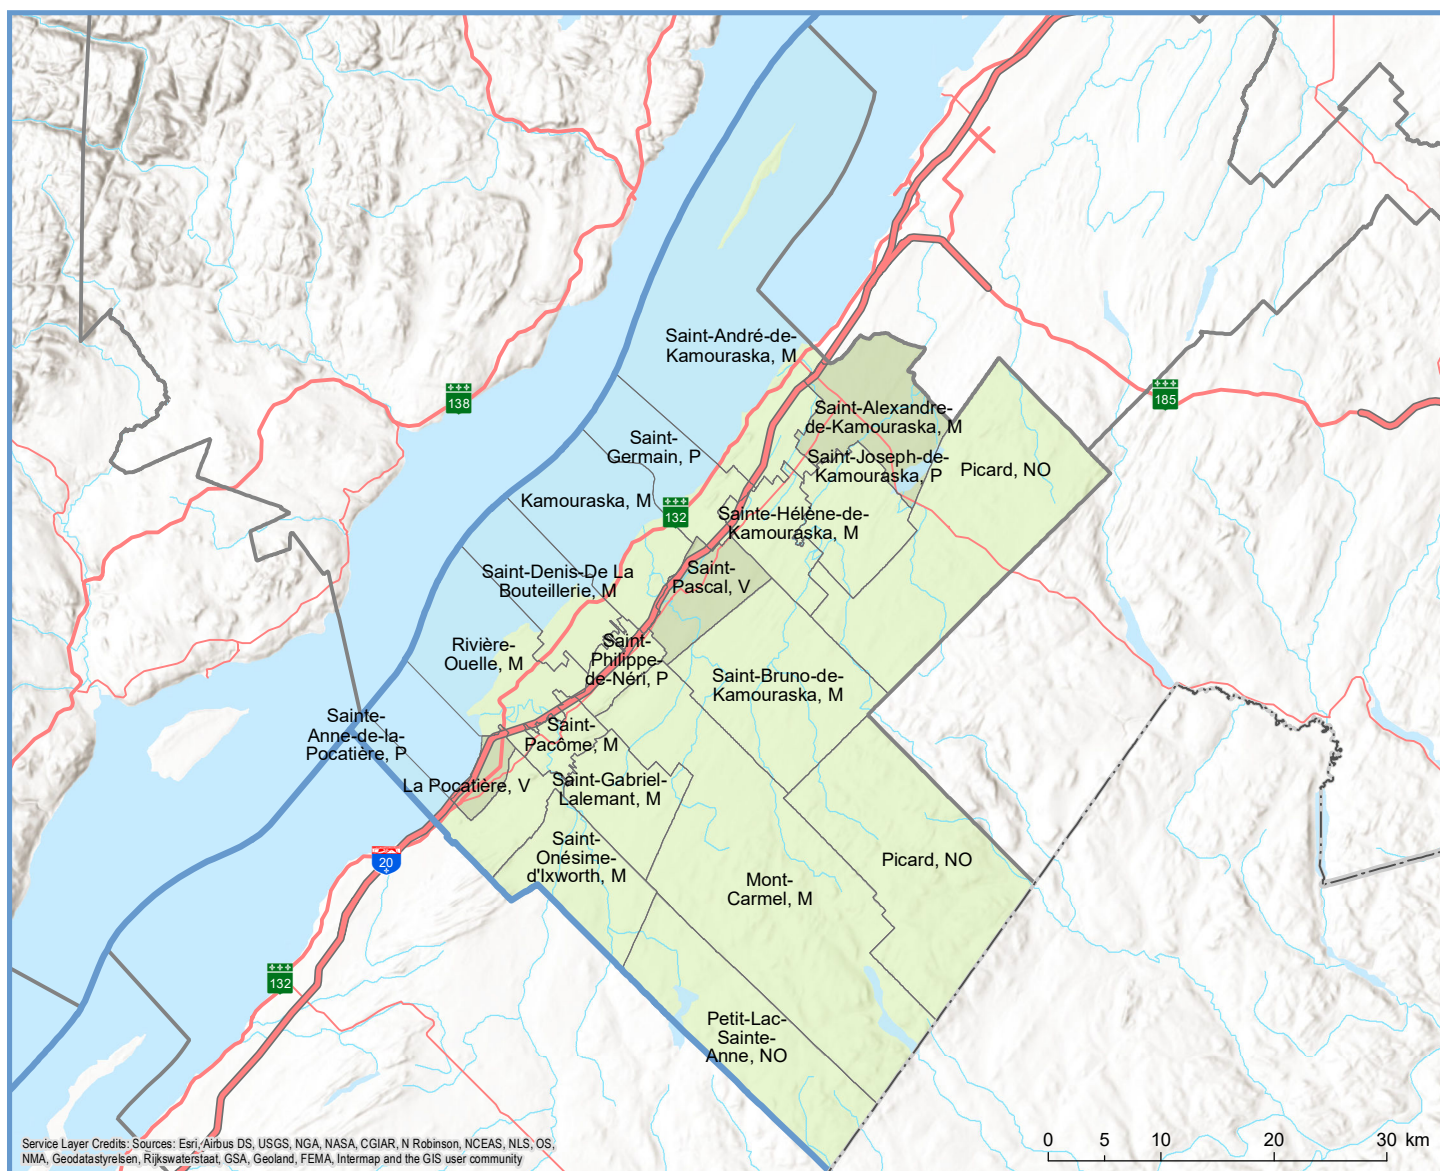 Saint-André-de-
Kamouraska, M
138
185
Saint-Alexandre-
de-Kamouraska, M
Saint-
Germain, P
Saint-Joseph-de-
Kamouraska, P
Picard, NO
Kamouraska, M
132
Sainte-Hélène-de-
Kamouraska, M
Saint-Denis-De La
Bouteillerie, M
Saint-
Pascal, V
Rivière-
Ouelle, M
Saint-
Philippe-
de-Néri, P
Saint-Bruno-de-
Kamouraska, M
Sainte-
Anne-de-la-
Pocatière, P
Saint-
Pacôme, M
La Pocatière, V
Saint-Gabriel-
Lalemant, M
20
Saint-
Onésime-
d'Ixworth, M
Mont-
Carmel, M
Picard, NO
132
Petit-Lac-
Sainte-
Anne, NO
Service Layer Credits: Sources: Esri, Airbus DS, USGS, NGA, NASA, CGIAR, N Robinson, NCEAS, NLS, OS,
NMA, Geodatastyrelsen, Rijkswaterstaat, GSA, Geoland, FEMA, Intermap and the GIS user community
0 5 10 20 30 km